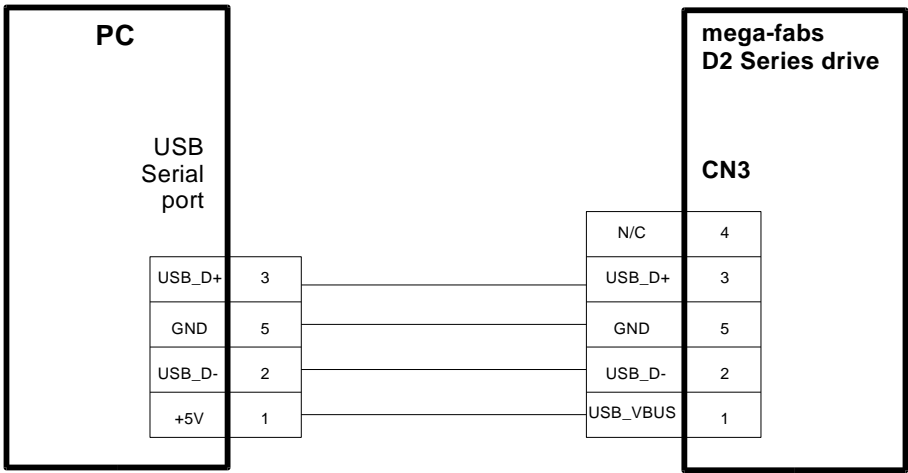 PC
mega-fabs
D2 Series drive
USB
Serial
port
CN3
N/C 4
USB_D+ 3 USB_D+ 3
GND 5 GND 5
USB_D- 2 USB_D- 2
+5V 1 USB_VBUS 1